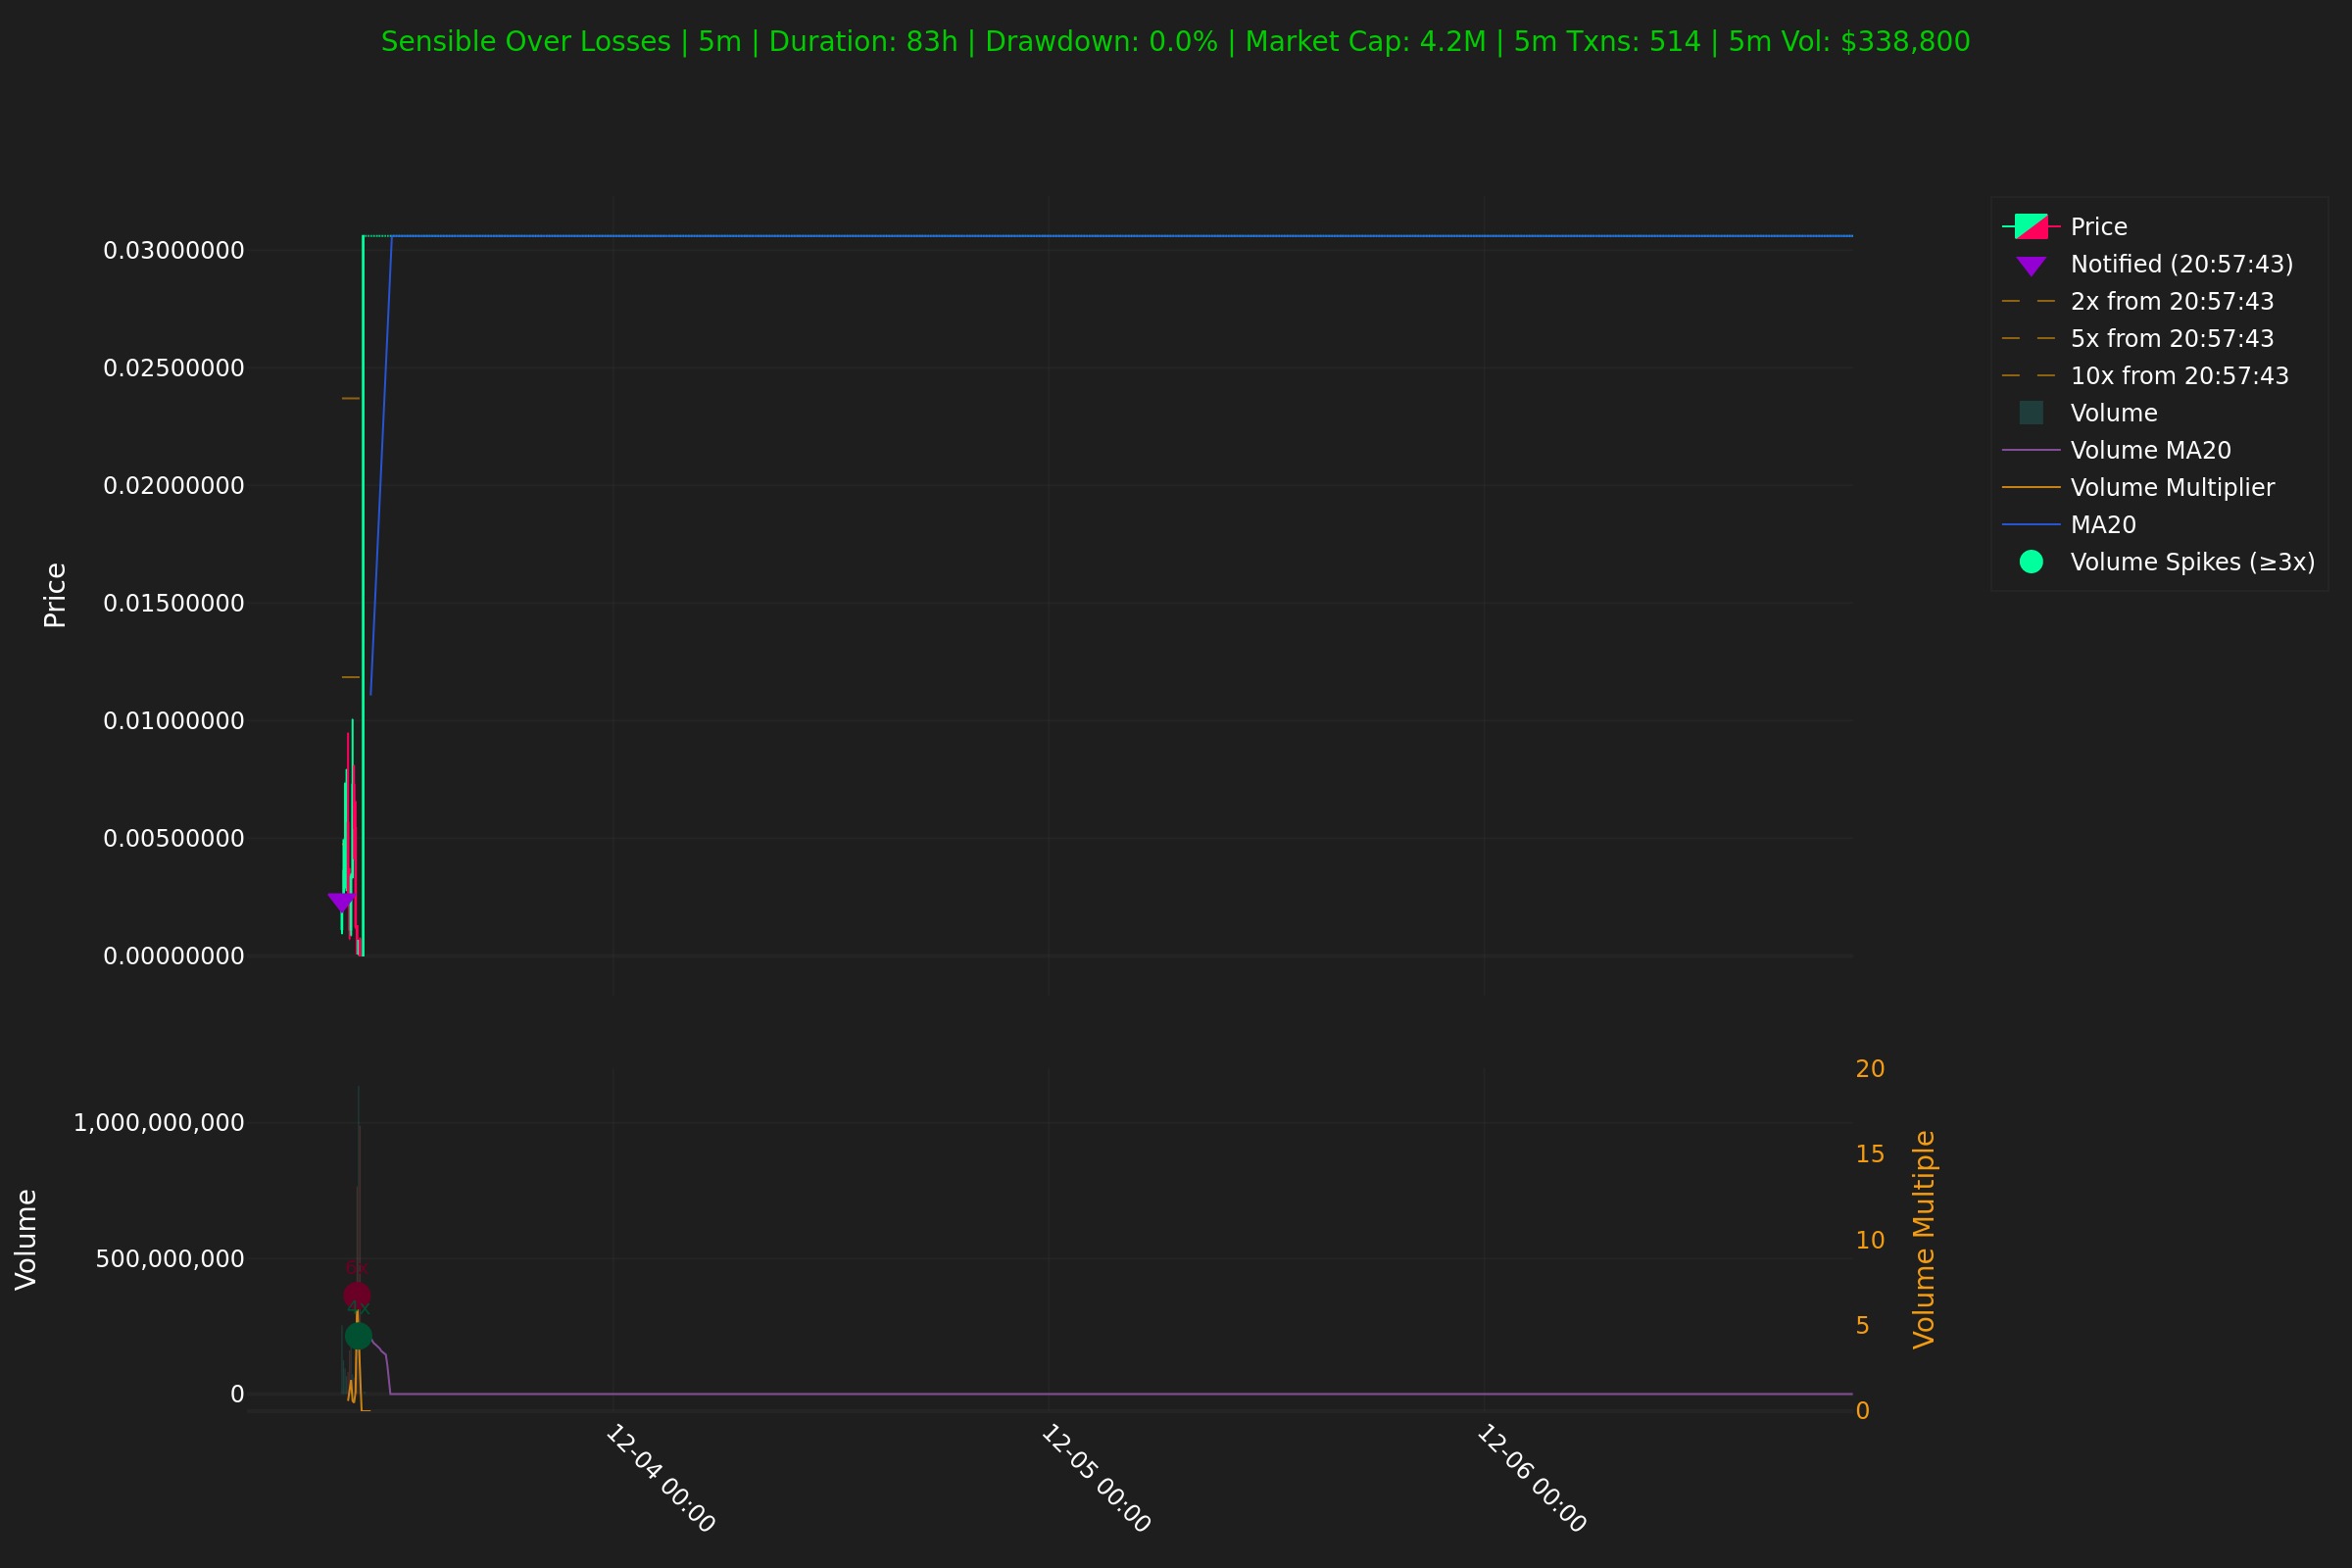 Sensible Over Losses | 5m | Duration: 83h | Drawdown: 0.0% | Market Cap: 4.2M | 5m Txns: 514 | 5m Vol: $338,800
Price
0.03000000
0.02500000
0.02000000
0.01500000
0.01000000
0.00500000
0.00000000
Price
Notified (20:57:43)
2x from 20:57:43
5x from 20:57:43
10x from 20:57:43
Volume
Volume MA20
Volume Multiplier
MA20
Volume Spikes (≥3x)
Volume
1,000,000,000
500,000,000
0
6x
4x
20
15
10
5
0
Volume Multiple
12-04 00:00
12-05 00:00
12-06 00:00